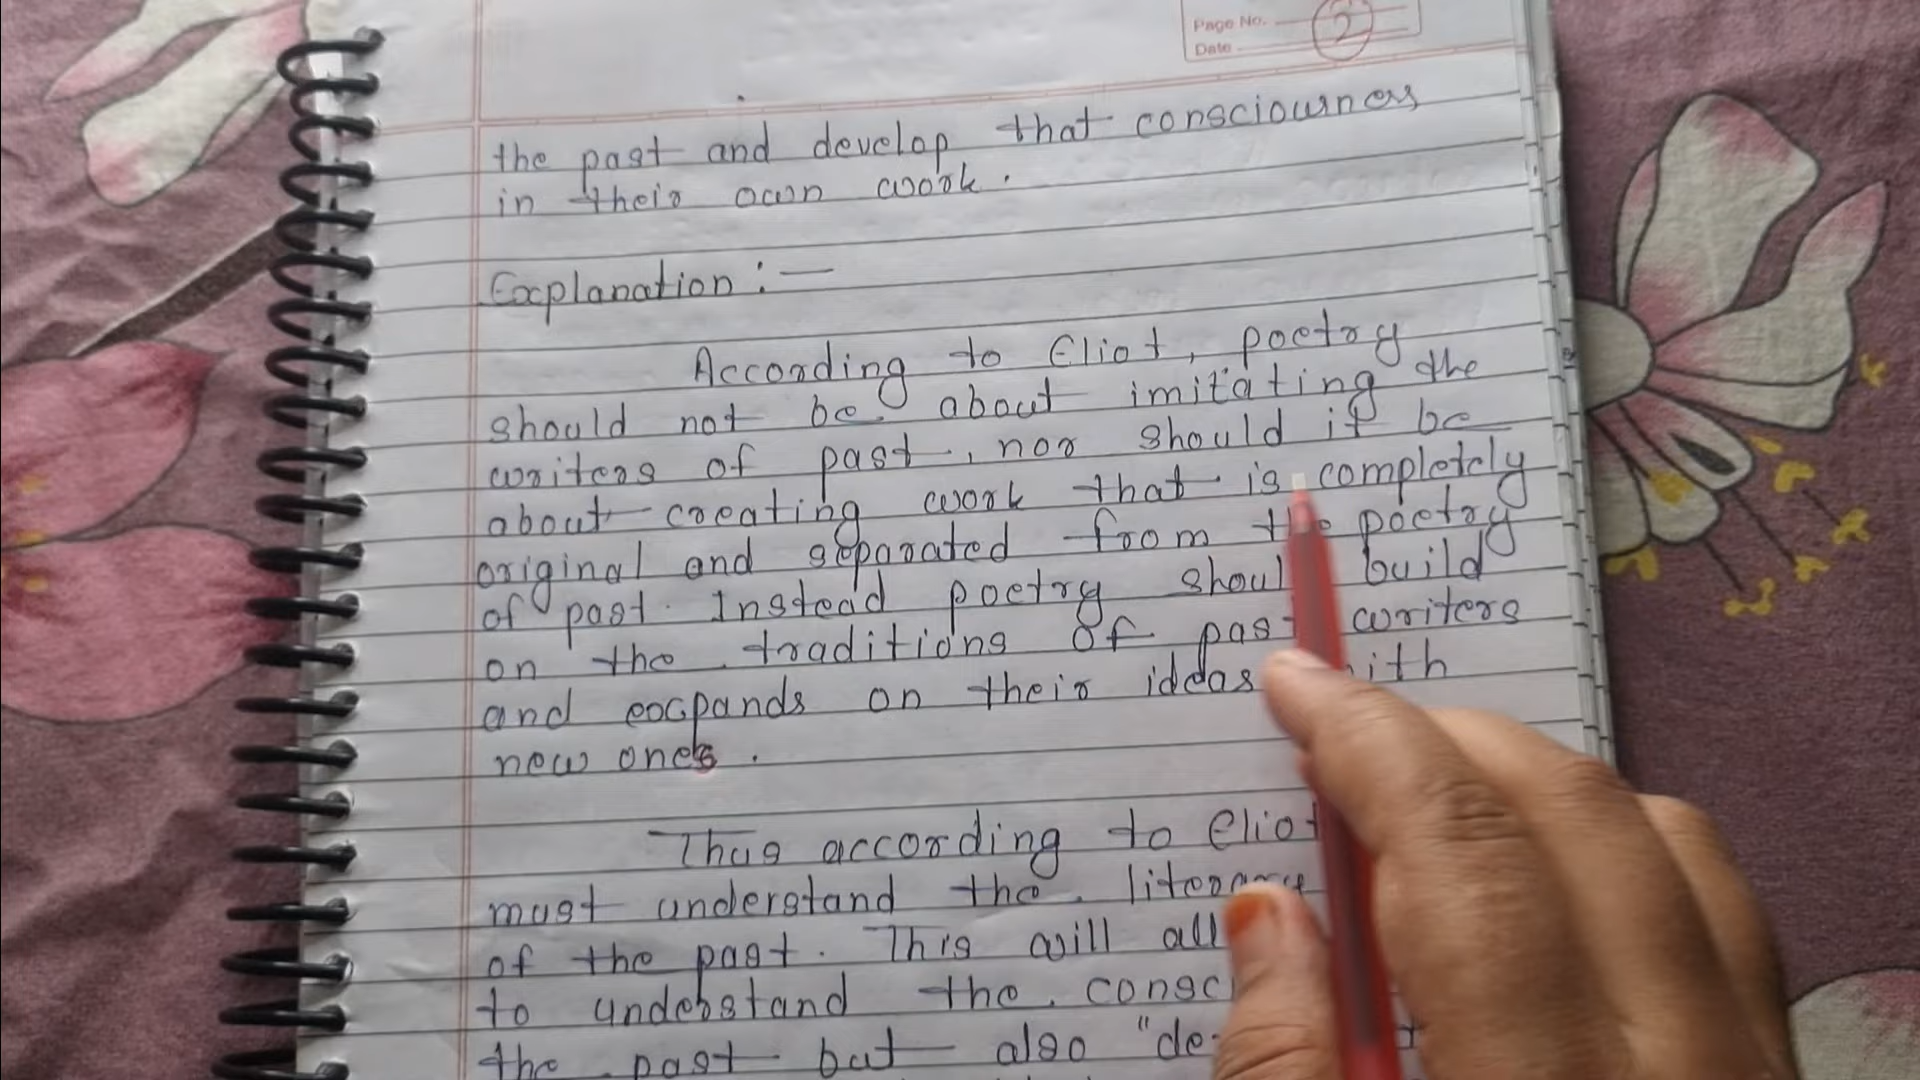 Page No. 2
Date
the past and develop that consciousness
in their own work.
Explanation :—
According to Eliot, poetry
should not be about imitating the
writers of past, nor should it be
about creating work that is completely
original and separated from the poetry
of past. Instead poetry should build
on the traditions of past writers
and expands on their ideas with
new ones.
Thus according to Eliot
must understand the literary
of the past. This will all
to understand the consci
the past but also "de